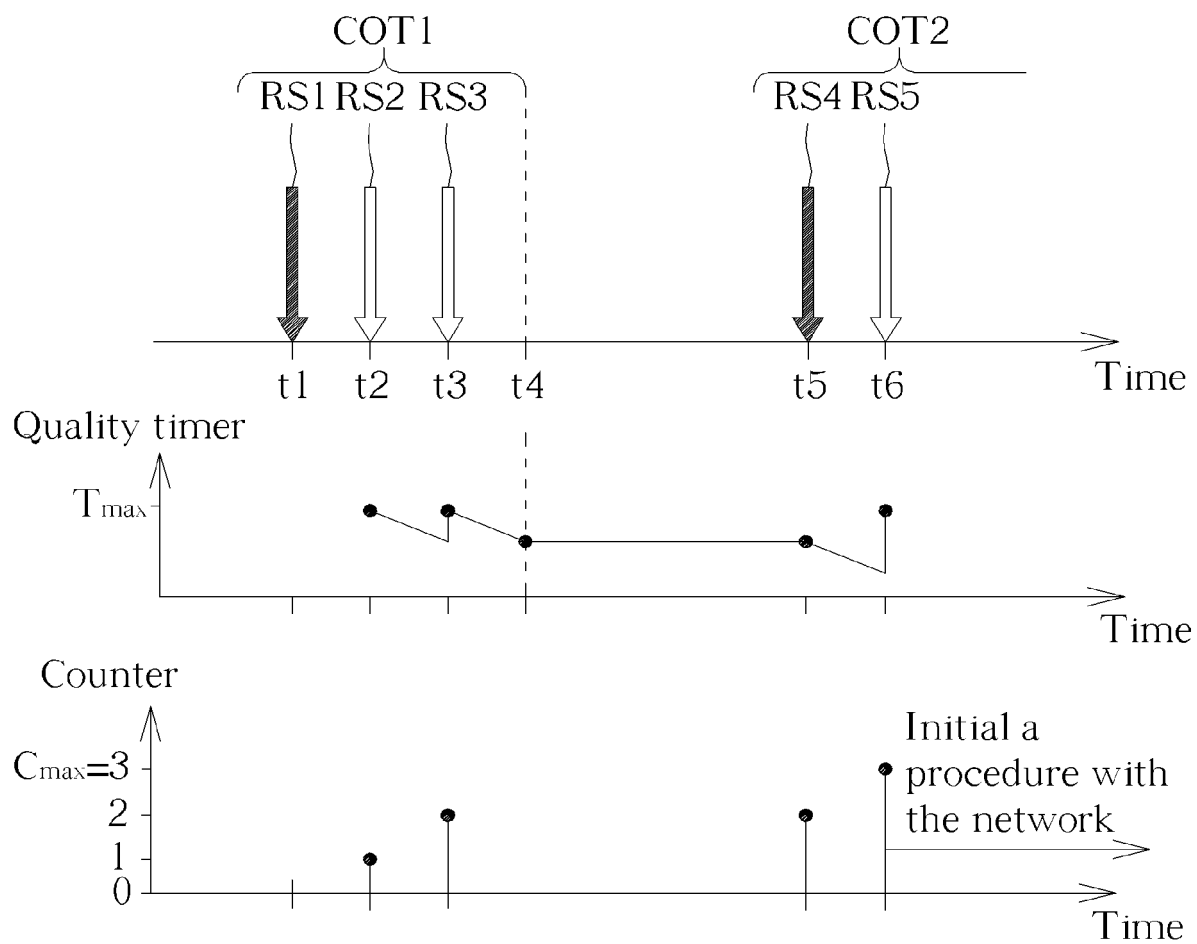 COT1 COT2
RS1 RS2 RS3 RS4 RS5
t1 t2 t3 t4 t5 t6 Time
Quality timer
Tmax
Time
Counter
Cmax=3
2
1
0
Initial a
procedure with
the network
Time